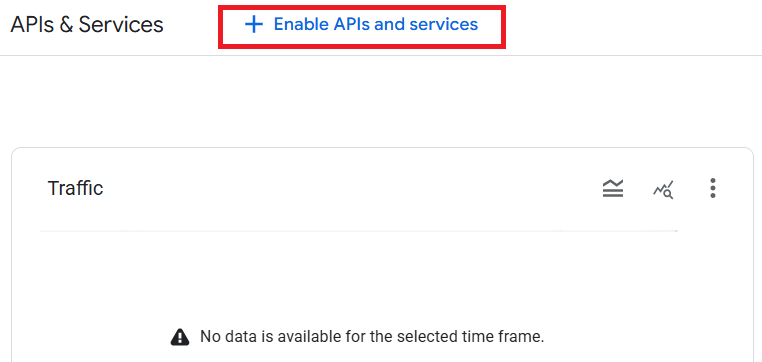 APIs & Services
Enable APIs and services
Traffic
No data is available for the selected time frame.